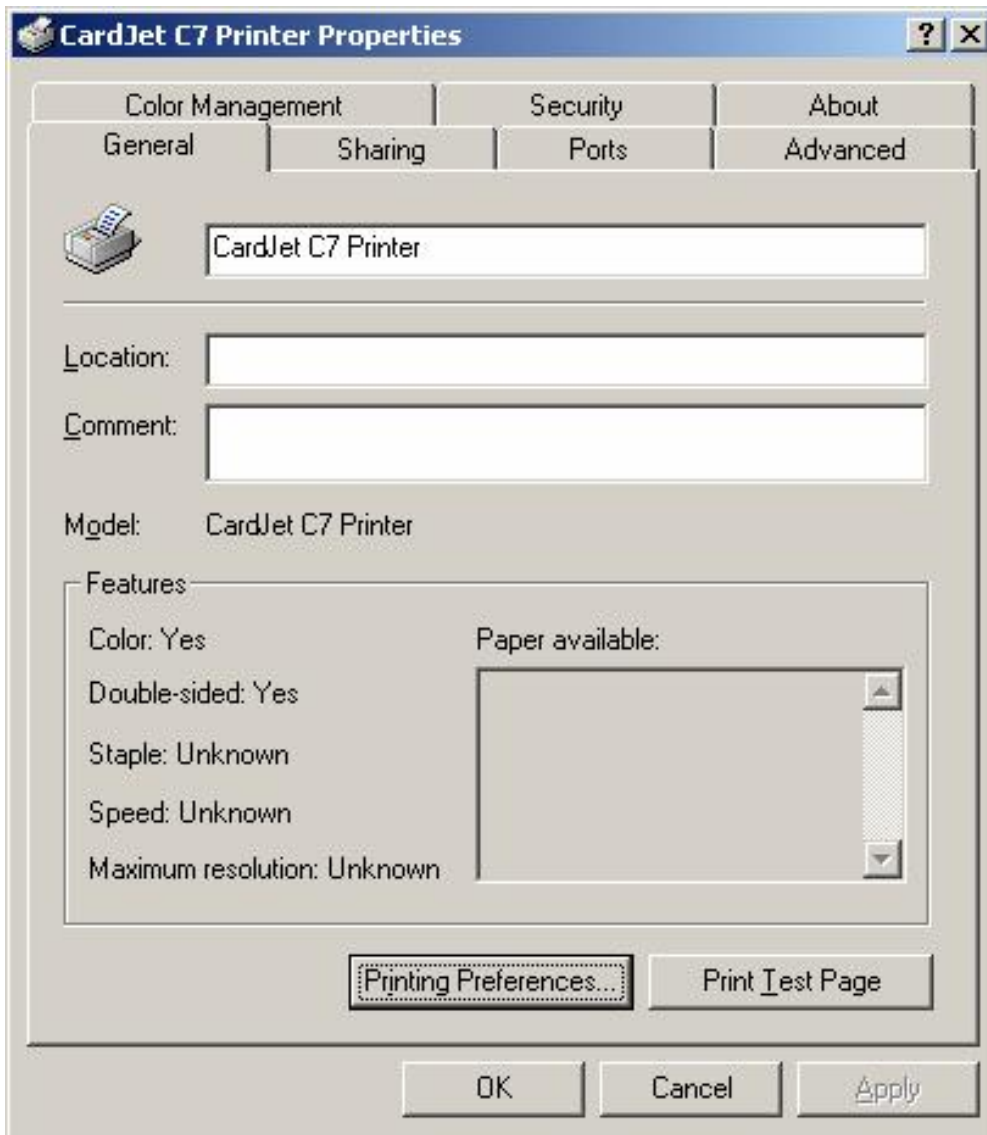 CardJet C7 Printer Properties
Color Management Security About
General Sharing Ports Advanced
CardJet C7 Printer
Location:
Comment:
Model: CardJet C7 Printer
Features
Color: Yes Paper available:
Double-sided: Yes
Staple: Unknown
Speed: Unknown
Maximum resolution: Unknown
Printing Preferences... Print Test Page
OK Cancel Apply